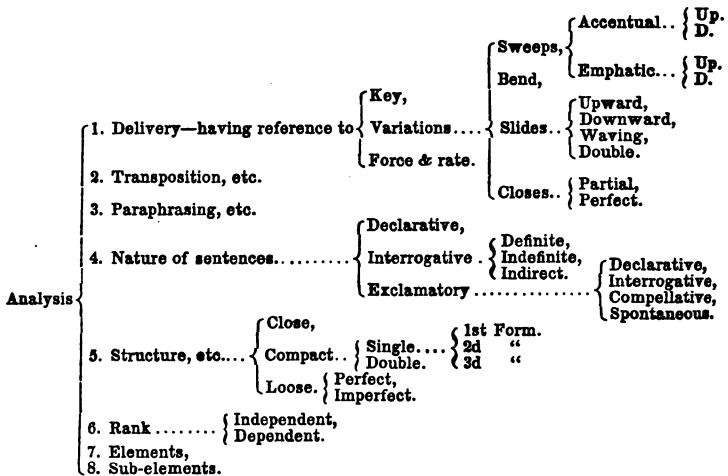 Analysis
1. Delivery—having reference to
Key,
Variations....
Force & rate.
Sweeps,
Accentual..
Up.
D.
Emphatic...
Up.
D.
Bend,
Slides..
Upward,
Downward,
Waving,
Double.
Closes..
Partial,
Perfect.
2. Transposition, etc.
3. Paraphrasing, etc.
4. Nature of sentences..........
Declarative,
Interrogative .
Definite,
Indefinite,
Indirect.
Exclamatory ..............
Declarative,
Interrogative,
Compellative,
Spontaneous.
5. Structure, etc....
Close,
Compact..
Single....
1st Form.
2d “
3d “
Double.
Loose.
Perfect,
Imperfect.
6. Rank ........
Independent,
Dependent.
7. Elements,
8. Sub-elements.